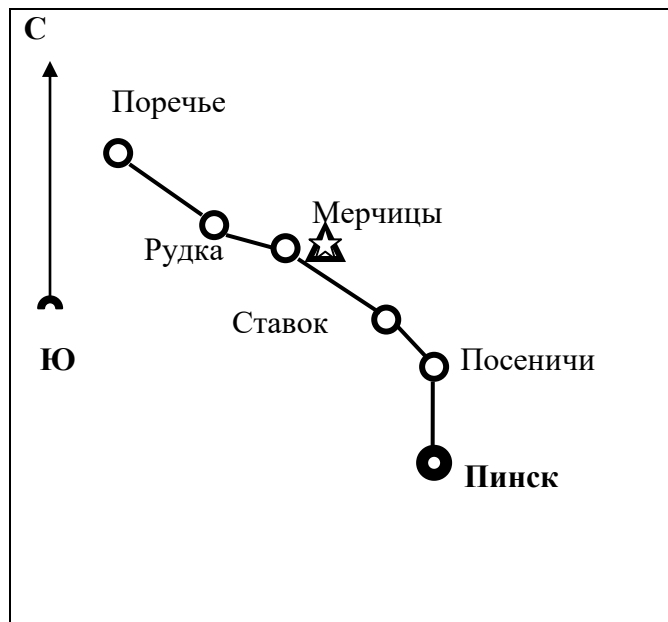 С
Поречье
Мерчицы
Рудка
Ставок
Ю
Посеничи
Пинск